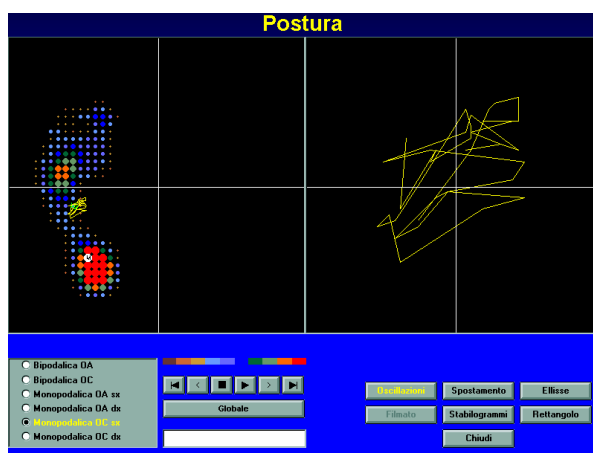 Postura
Bipodalica OA
Bipodalica OC
Monopodalica OA sx
Monopodalica OA dx
Monopodalica OC sx
Monopodalica OC dx
Globale
Oscillazioni Spostamento Ellisse
Filmato Stabilogrammi Rettangolo
Chiudi